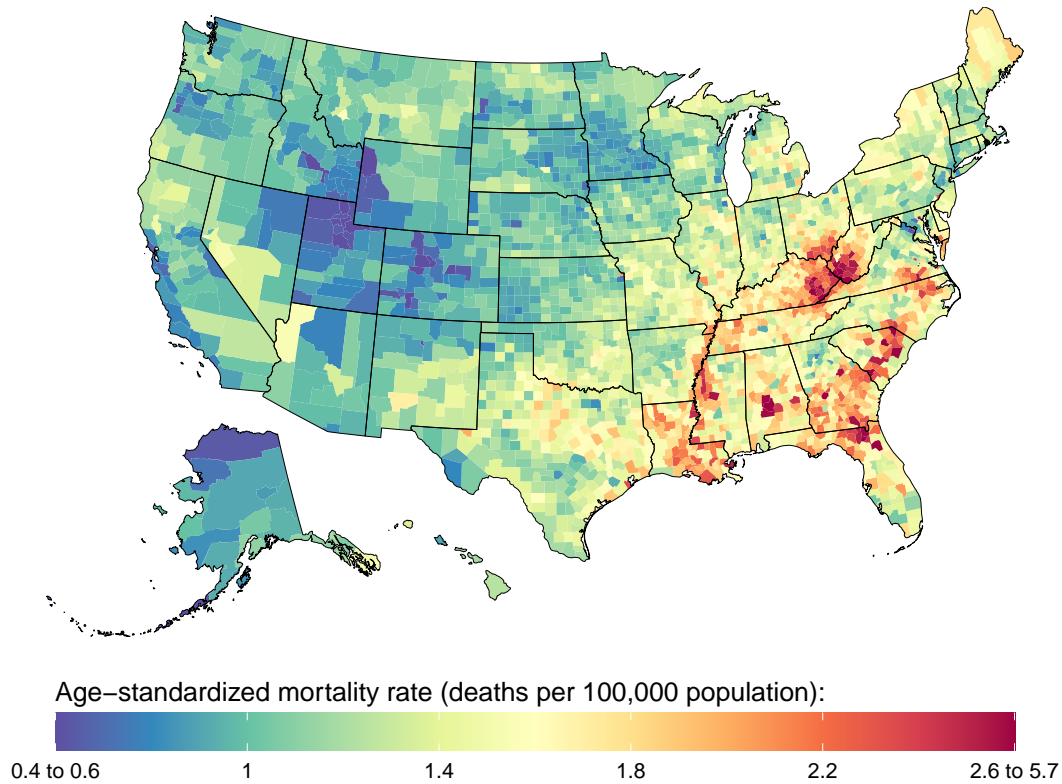 Age−standardized mortality rate (deaths per 100,000 population):
0.4 to 0.6 1 1.4 1.8 2.2 2.6 to 5.7